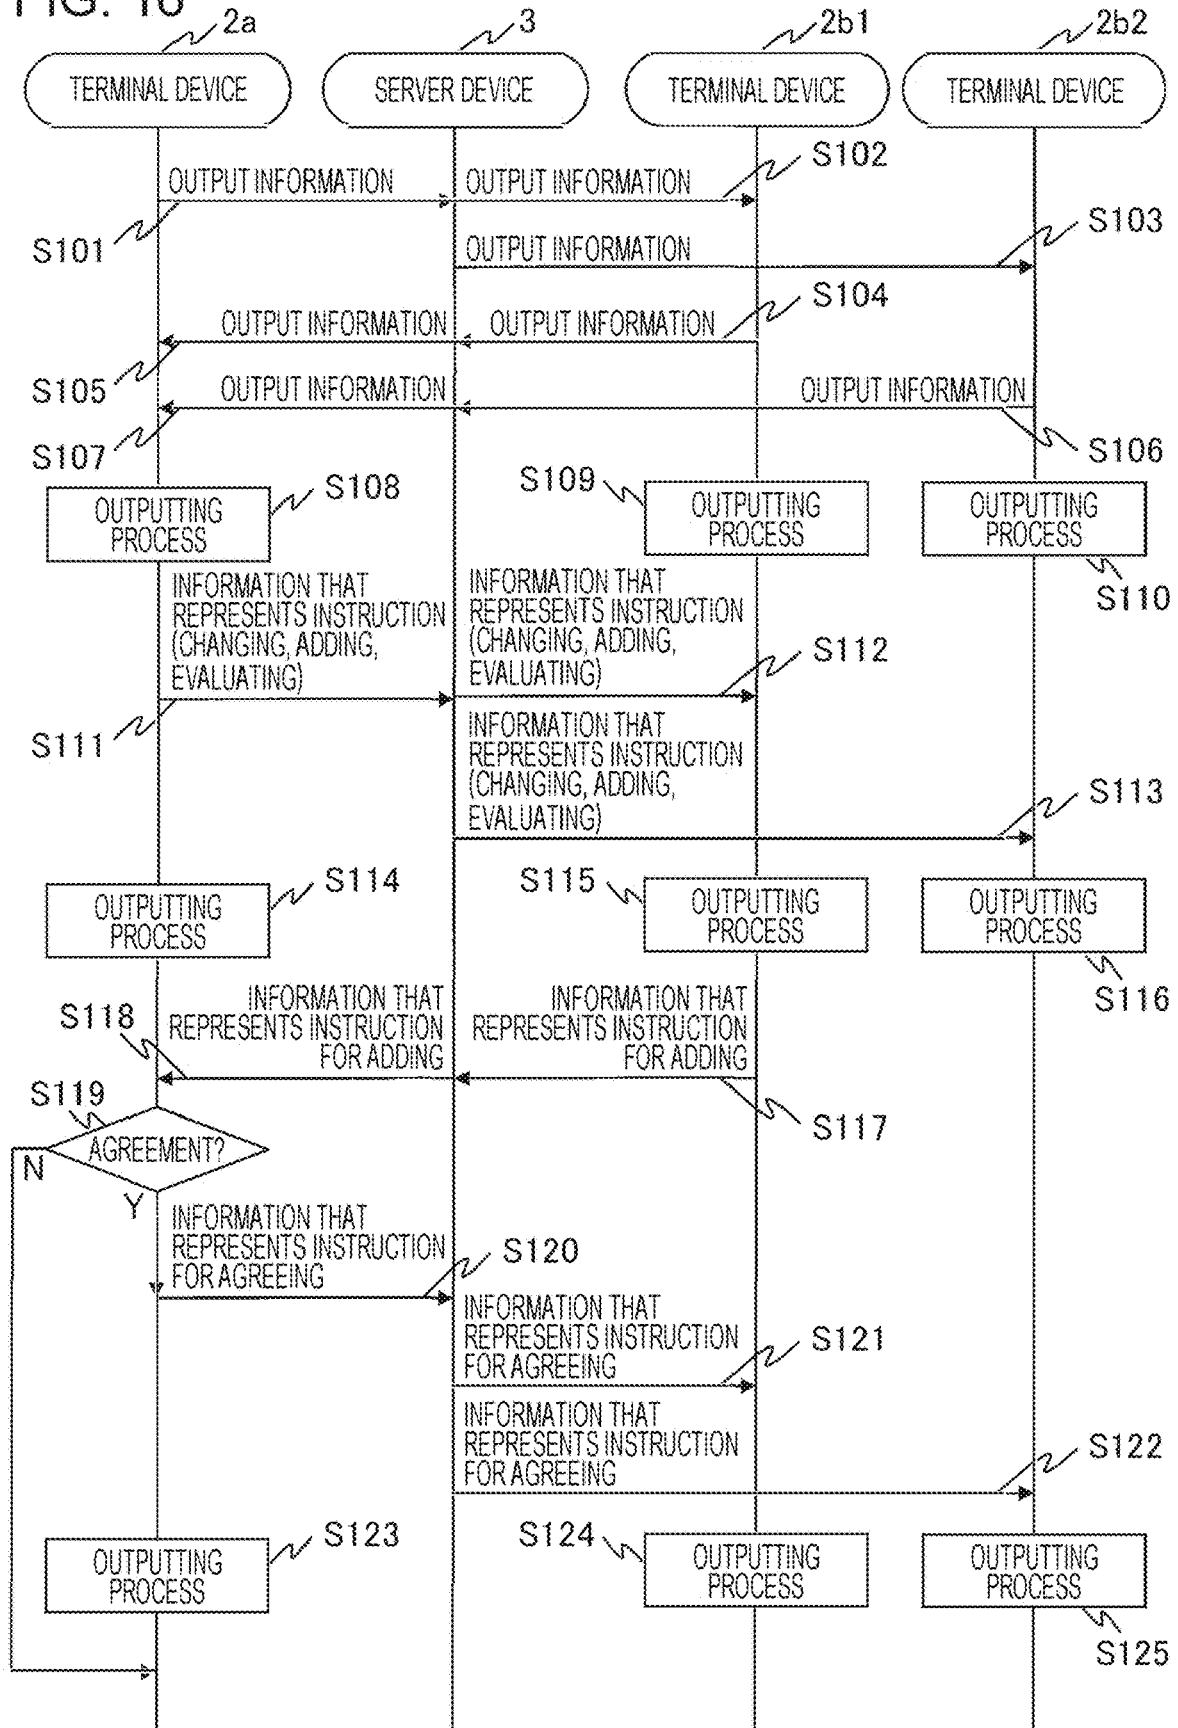 FIG.
2a
3
2b1
2b2
TERMINAL DEVICE
SERVER DEVICE
TERMINAL DEVICE
TERMINAL DEVICE
S102
OUTPUT INFORMATION
OUTPUT INFORMATION
S101
S103
OUTPUT INFORMATION
S104
OUTPUT INFORMATION
OUTPUT INFORMATION
S105
OUTPUT INFORMATION
OUTPUT INFORMATION
S107
S106
S108
S109
OUTPUTTING
PROCESS
OUTPUTTING
PROCESS
OUTPUTTING
PROCESS
S110
INFORMATION THAT
REPRESENTS INSTRUCTION
(CHANGING, ADDING,
EVALUATING)
INFORMATION THAT
REPRESENTS INSTRUCTION
(CHANGING, ADDING,
EVALUATING)
S112
S111
INFORMATION THAT
REPRESENTS INSTRUCTION
(CHANGING, ADDING,
EVALUATING)
S113
S114
S115
OUTPUTTING
PROCESS
OUTPUTTING
PROCESS
OUTPUTTING
PROCESS
S116
S118
INFORMATION THAT
REPRESENTS INSTRUCTION
FOR ADDING
INFORMATION THAT
REPRESENTS INSTRUCTION
FOR ADDING
S119
S117
AGREEMENT?
N
Y
INFORMATION THAT
REPRESENTS INSTRUCTION
FOR AGREEING
S120
INFORMATION THAT
REPRESENTS INSTRUCTION
FOR AGREEING
S121
INFORMATION THAT
REPRESENTS INSTRUCTION
FOR AGREEING
S122
S123
S124
OUTPUTTING
PROCESS
OUTPUTTING
PROCESS
OUTPUTTING
PROCESS
S125